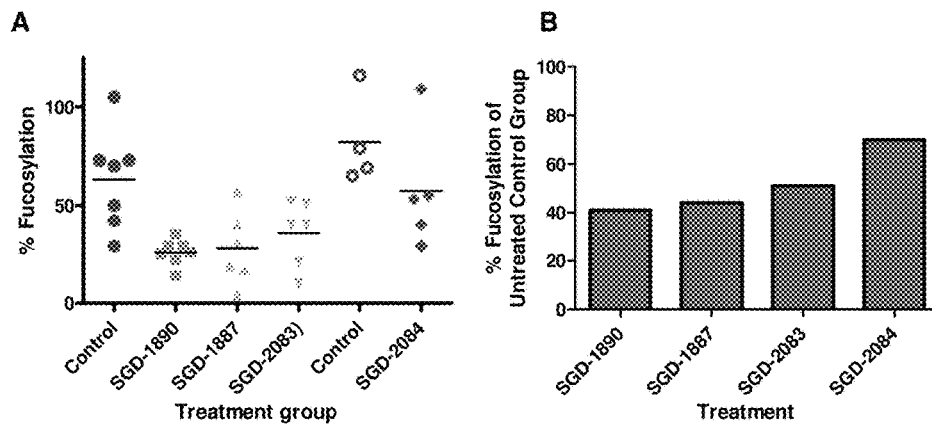 A
% Fucosylation
100
50
0
Control
SGD-1890
SGD-1887
SGD-2083)
Control
SGD-2084
Treatment group
B
% Fucosylation of
Untreated Control Group
100
80
60
40
20
0
SGD-1890
SGD-1887
SGD-2083
SGD-2084
Treatment